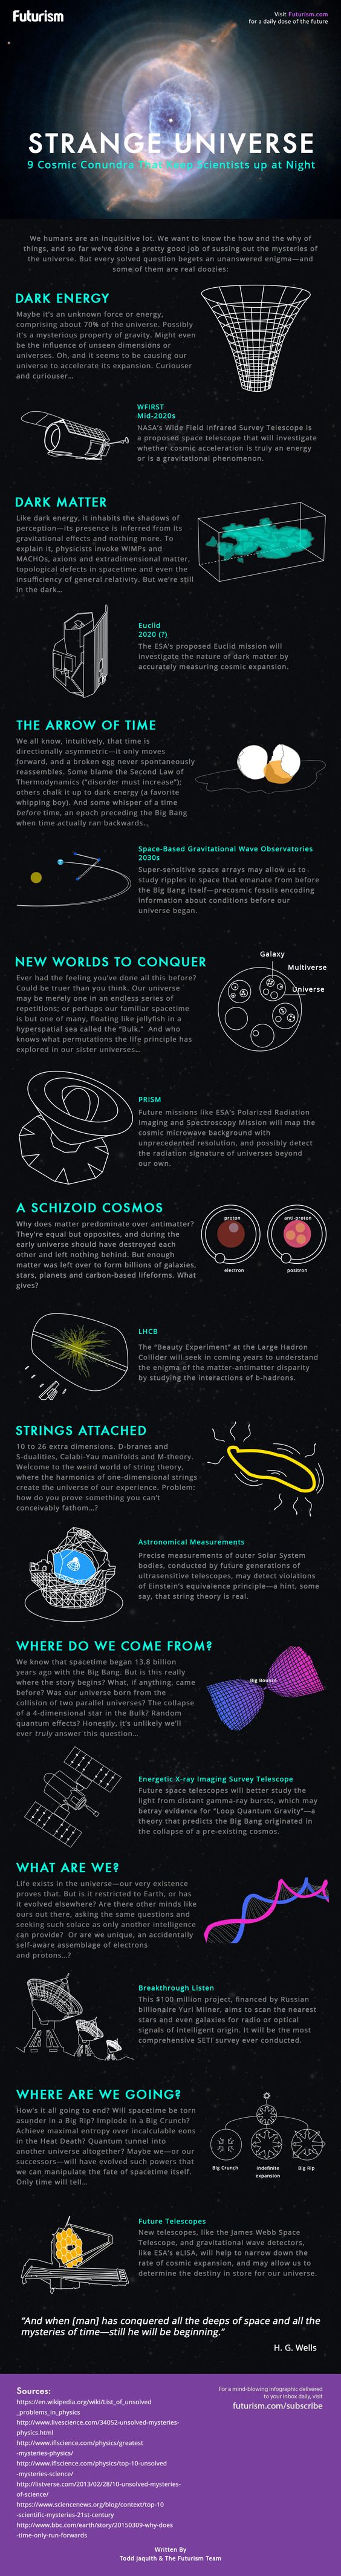 Futurism
Visit Futurism.com
for a daily dose of the future
STRANGE UNIVERSE
9 Cosmic Conundra That Keep Scientists up at Night
We humans are an inquisitive lot. We want to know the how and the why of
things, and so far we've done a pretty good job of sussing out the mysteries of
the universe. But every solved question begets an unanswered enigma—and
some of them are real doozies:
DARK ENERGY
Maybe it's an unknown force or energy,
comprising about 70% of the universe. Possibly
it's a mysterious property of gravity. Might even
be the influence of unseen dimensions or
universes. Oh, and it seems to be causing our
universe to accelerate its expansion. Curiouser
and curiouser...
WFIRST
Mid-2020s
NASA's Wide Field Infrared Survey Telescope is
a proposed space telescope that will investigate
whether cosmic acceleration is truly an energy
or is a gravitational phenomenon.
DARK MATTER
Like dark energy, it inhabits the shadows of
perception—its presence is inferred from its
gravitational effects and nothing more. To
explain it, physicists invoke WIMPs and
MACHOs, axions and extradimensional matter,
topological defects in spacetime and even the
insufficiency of general relativity. But we're still
in the dark...
Euclid
2020 (?)
The ESA's proposed Euclid mission will
investigate the nature of dark matter by
accurately measuring cosmic expansion.
THE ARROW OF TIME
We all know, intuitively, that time is
directionally asymmetric—it only moves
forward, and a broken egg never spontaneously
reassembles. Some blame the Second Law of
Thermodynamics ("disorder must increase");
others chalk it up to dark energy (a favorite
whipping boy). And some whisper of a time
before time, an epoch preceding the Big Bang
when time actually ran backwards...
Space-Based Gravitational Wave Observatories
2030s
Super-sensitive space arrays may allow us to
study ripples in space that emanate from before
the Big Bang itself—precosmic fossils encoding
information about conditions before our
universe began.
NEW WORLDS TO CONQUER
Ever had the feeling you've done all this before?
Could be truer than you think. Our universe
may be merely one in an endless series of
repetitions; or perhaps our familiar spacetime
is but one of many, floating like jellyfish in a
hyperspatial sea called the "Bulk." And who
knows what permutations the life principle has
explored in our sister universes...
Galaxy
Multiverse
Universe
PRISM
Future missions like ESA's Polarized Radiation
Imaging and Spectroscopy Mission will map the
cosmic microwave background with
unprecedented resolution, and possibly detect
the radiation signature of universes beyond
our own.
A SCHIZOID COSMOS
Why does matter predominate over antimatter?
They're equal but opposites, and during the
early universe should have destroyed each
other and left nothing behind. But enough
matter was left over to form billions of galaxies,
stars, planets and carbon-based lifeforms. What
gives?
proton
anti-proton
electron
positron
LHCB
The "Beauty Experiment" at the Large Hadron
Collider will seek in coming years to understand
the enigma of the matter-antimatter disparity
by studying the interactions of b-hadrons.
STRINGS ATTACHED
10 to 26 extra dimensions. D-branes and
S-dualities, Calabi-Yau manifolds and M-theory.
Welcome to the weird world of string theory,
where the harmonics of one-dimensional strings
create the universe of our experience. Problem:
how do you prove something you can't
conceivably fathom...?
Astronomical Measurements
Precise measurements of outer Solar System
bodies, conducted by future generations of
ultrasensitive telescopes, may detect violations
of Einstein's equivalence principle—a hint, some
say, that string theory is real.
WHERE DO WE COME FROM?
We know that spacetime began 13.8 billion
years ago with the Big Bang. But is this really
where the story begins? What, if anything, came
before? Was our universe born from the
collision of two parallel universes? The collapse
of a 4-dimensional star in the Bulk? Random
quantum effects? Honestly, it's unlikely we'll
ever truly answer this question...
Big Bounce
Energetic X-ray Imaging Survey Telescope
Future space telescopes will better study the
light from distant gamma-ray bursts, which may
betray evidence for "Loop Quantum Gravity"—a
theory that predicts the Big Bang originated in
the collapse of a pre-existing cosmos.
WHAT ARE WE?
Life exists in the universe—our very existence
proves that. But is it restricted to Earth, or has
it evolved elsewhere? Are there other minds like
ours out there, asking the same questions and
seeking such solace as only another intelligence
can provide?  Or are we unique, an accidentally
self-aware assemblage of electrons
and protons...?
Breakthrough Listen
This $100 million project, financed by Russian
billionaire Yuri Milner, aims to scan the nearest
stars and even galaxies for radio or optical
signals of intelligent origin. It will be the most
comprehensive SETI survey ever conducted.
WHERE ARE WE GOING?
How's it all going to end? Will spacetime be torn
asunder in a Big Rip? Implode in a Big Crunch?
Achieve maximal entropy over incalculable eons
in the Heat Death? Quantum tunnel into
another universe altogether? Maybe we—or our
successors—will have evolved such powers that
we can manipulate the fate of spacetime itself.
Only time will tell...
Big Crunch
Indefinite
expansion
Big Rip
Future Telescopes
New telescopes, like the James Webb Space
Telescope, and gravitational wave detectors,
like ESA's eLISA, will help to narrow down the
rate of cosmic expansion, and may allow us to
determine the destiny in store for our universe.
"And when [man] has conquered all the deeps of space and all the
mysteries of time—still he will be beginning."
H. G. Wells
Sources:
https://en.wikipedia.org/wiki/List_of_unsolved
_problems_in_physics
http://www.livescience.com/34052-unsolved-mysteries-
physics.html
http://www.iflscience.com/physics/greatest
-mysteries-physics/
http://www.iflscience.com/physics/top-10-unsolved
-mysteries-science/
http://listverse.com/2013/02/28/10-unsolved-mysteries-
of-science/
https://www.sciencenews.org/blog/context/top-10
-scientific-mysteries-21st-century
http://www.bbc.com/earth/story/20150309-why-does
-time-only-run-forwards
For a mind-blowing infographic delivered
to your inbox daily, visit
futurism.com/subscribe
Written By
Todd Jaquith & The Futurism Team